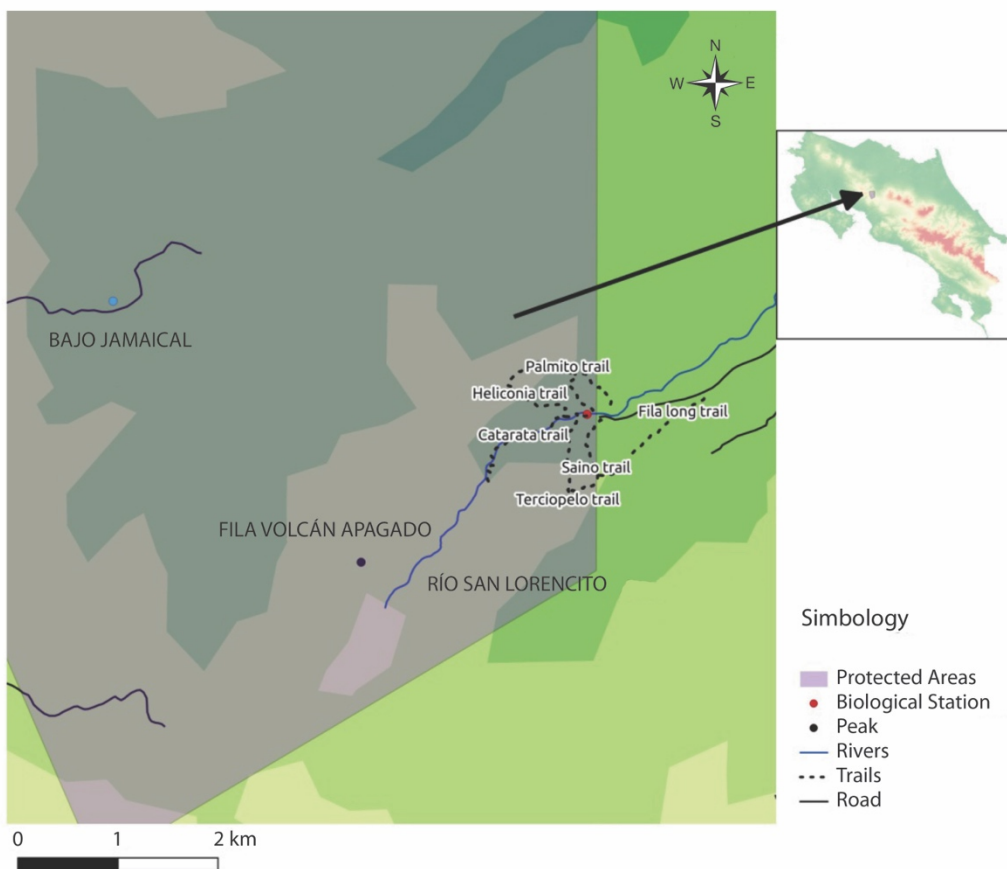 N
W E
S
Palmito trail
Heliconia trail
Fila long trail
Catarata trail
Saino trail
Terciopelo trail
BAJO JAMAICAL
FILA VOLCÁN APAGADO
RÍO SAN LORENCITO
Simbology
Protected Areas
Biological Station
Peak
Rivers
Trails
Road
0 1 2 km